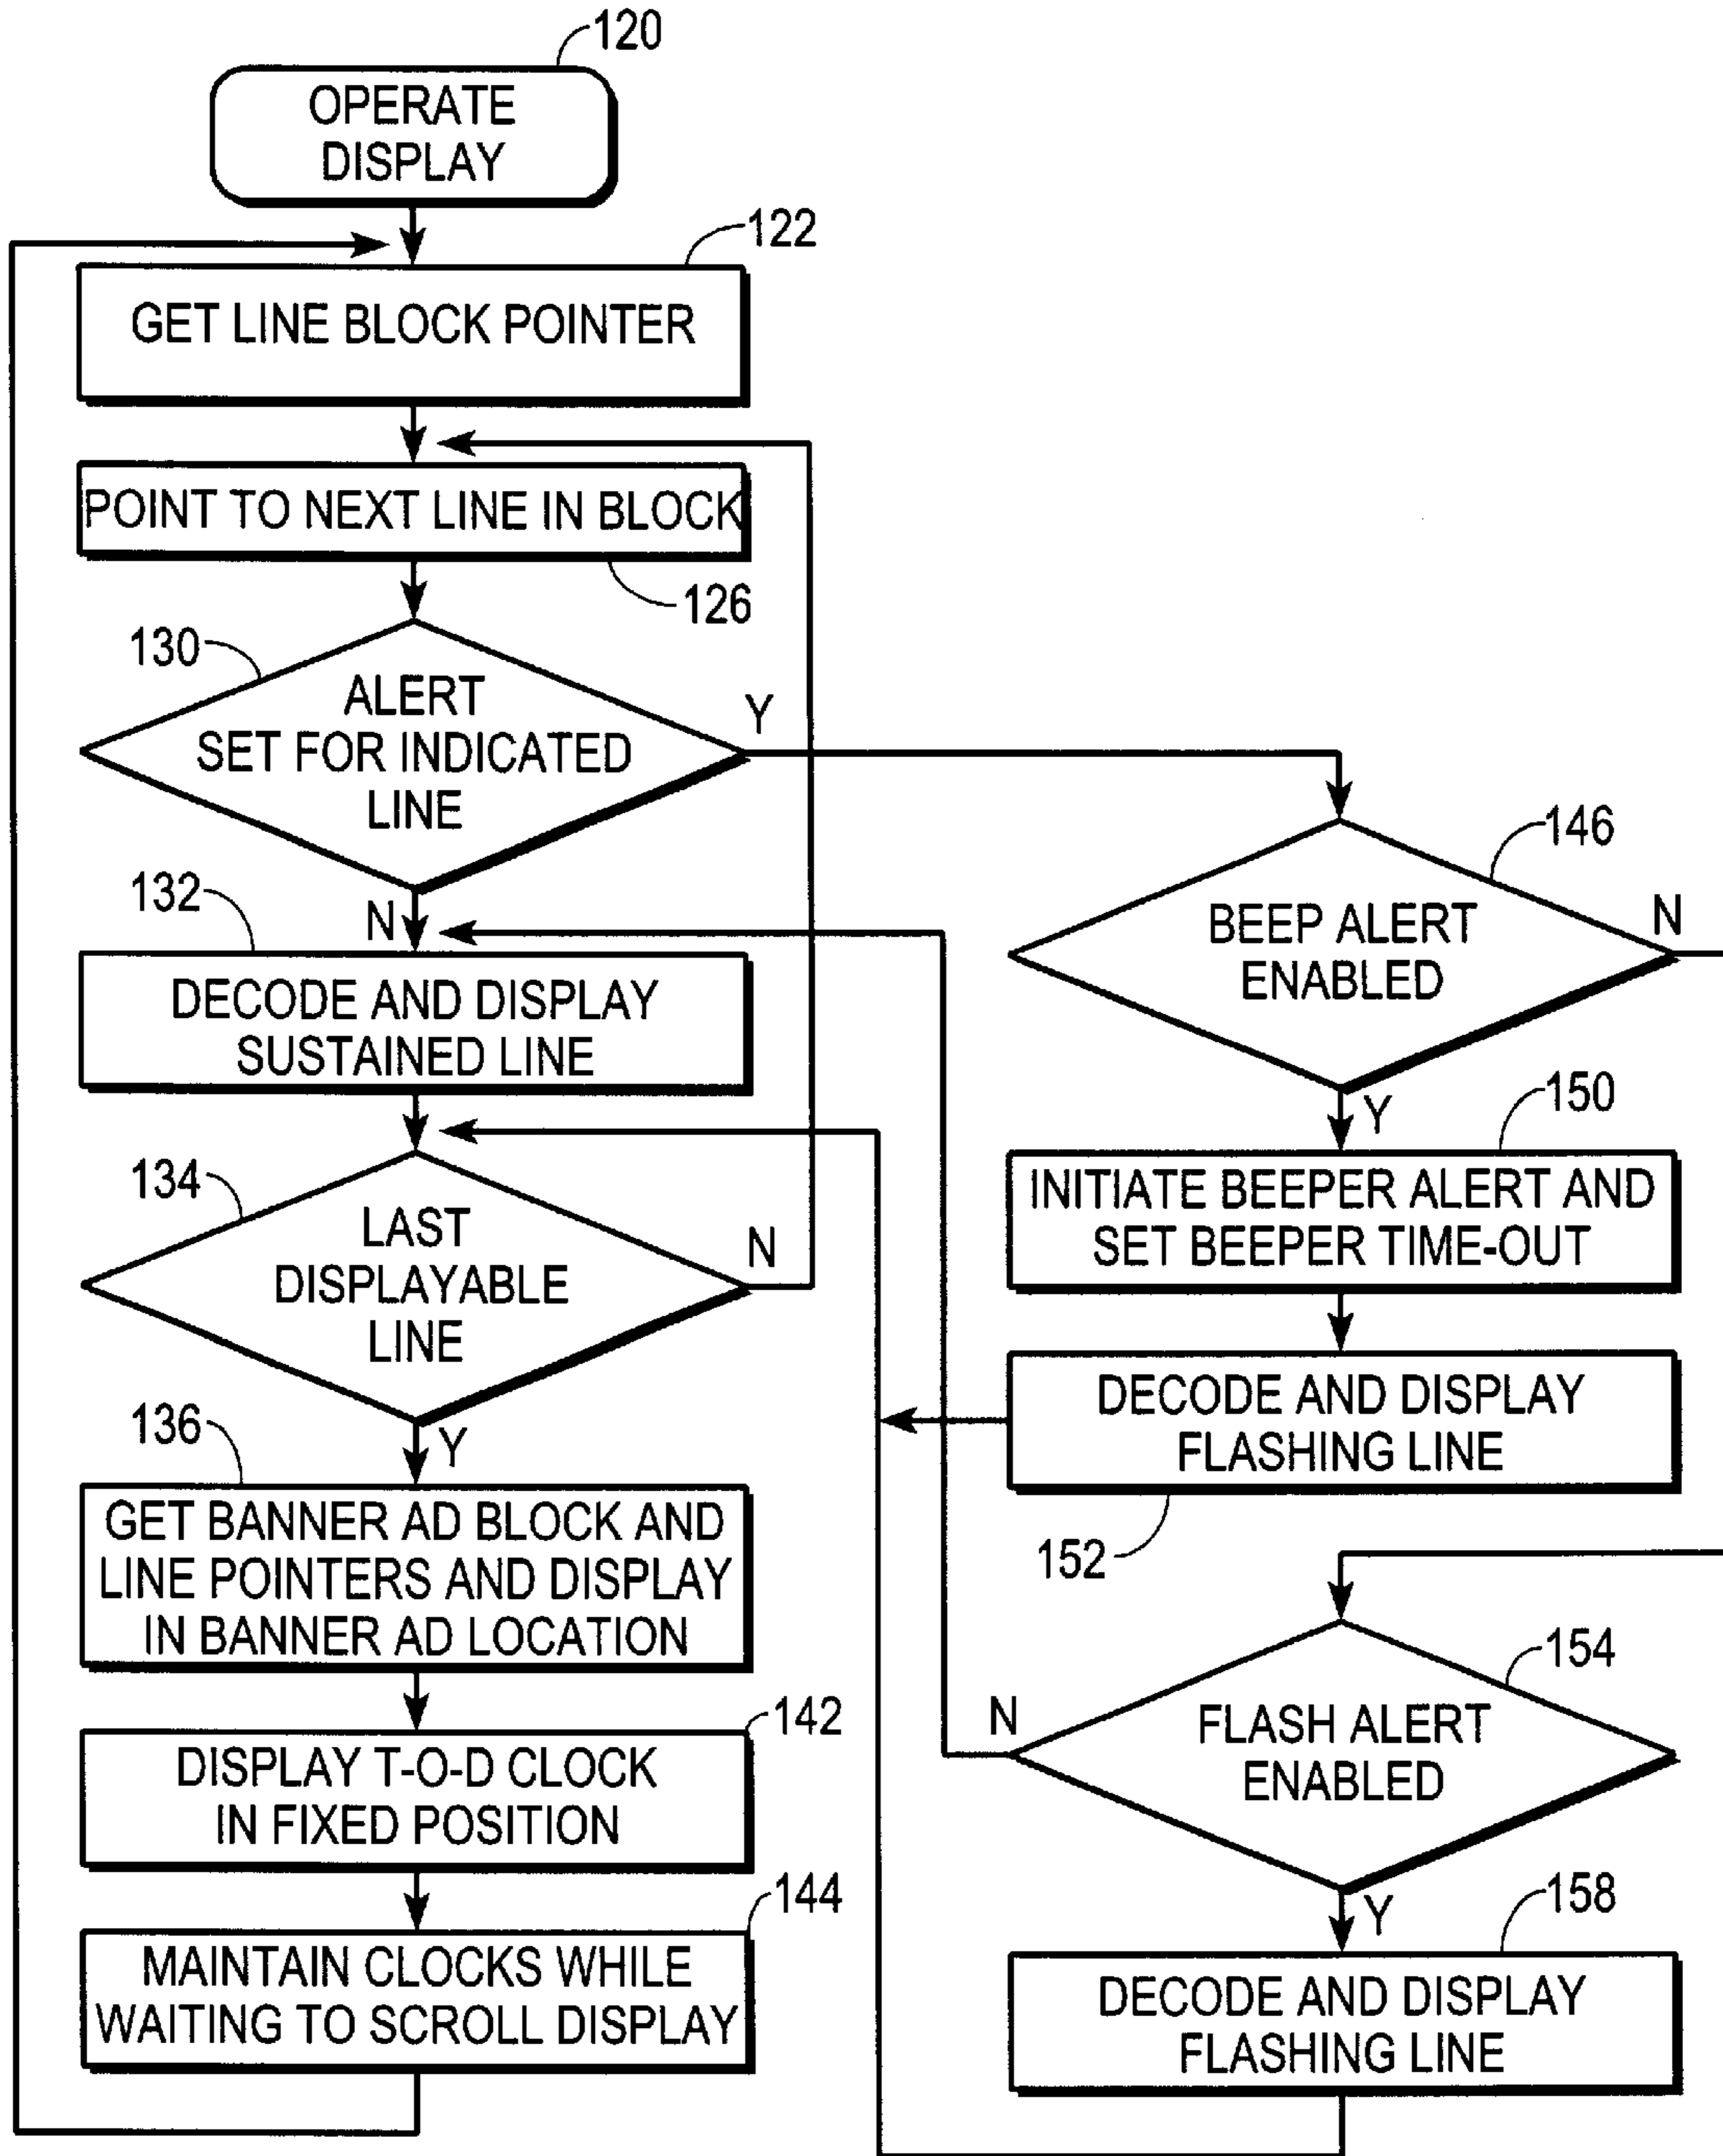 120
OPERATE
DISPLAY
122
GET LINE BLOCK POINTER
POINT TO NEXT LINE IN BLOCK
126
130
ALERT
SET FOR INDICATED
LINE
Y
N
132
DECODE AND DISPLAY
SUSTAINED LINE
134
LAST
DISPLAYABLE
LINE
N
Y
136
GET BANNER AD BLOCK AND
LINE POINTERS AND DISPLAY
IN BANNER AD LOCATION
142
DISPLAY T-O-D CLOCK
IN FIXED POSITION
144
MAINTAIN CLOCKS WHILE
WAITING TO SCROLL DISPLAY
146
BEEP ALERT
ENABLED
N
Y
150
INITIATE BEEPER ALERT AND
SET BEEPER TIME-OUT
DECODE AND DISPLAY
FLASHING LINE
152
154
FLASH ALERT
ENABLED
N
Y
158
DECODE AND DISPLAY
FLASHING LINE